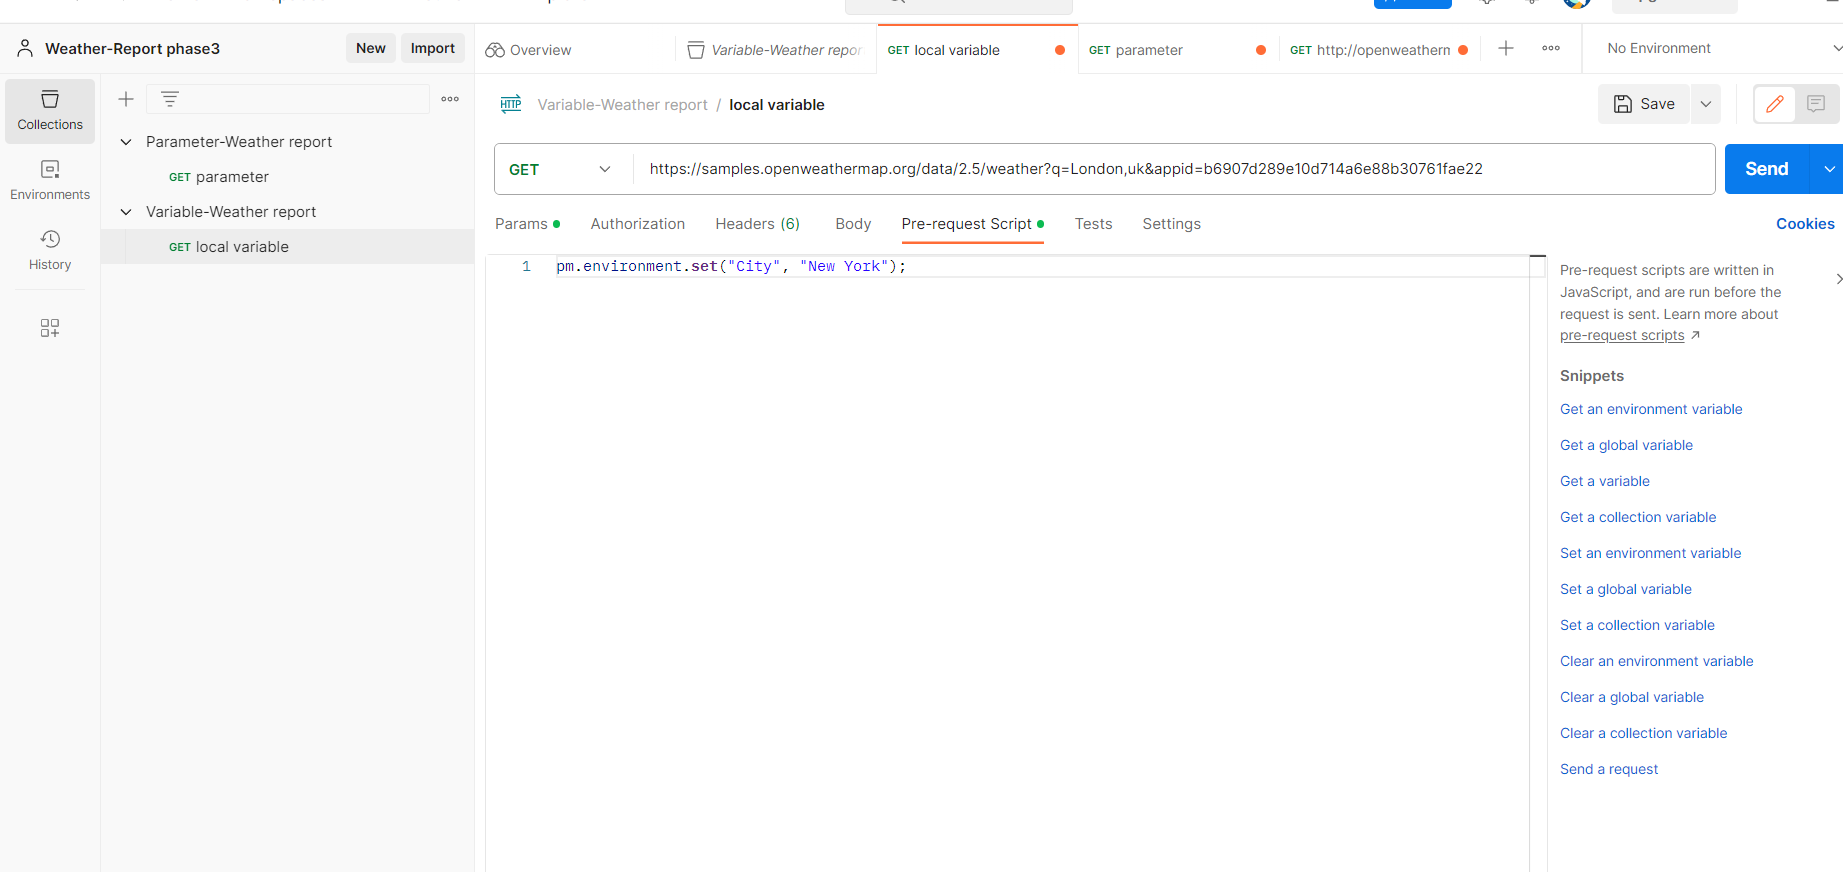 Weather-Report phase3
New
Import
Overview
Variable-Weather repor
GET local variable
GET parameter
GET http://openweatherm
No Environment
Collections
Environments
History
Parameter-Weather report
GET parameter
Variable-Weather report
GET local variable
HTTP
Variable-Weather report / local variable
Save
GET
https://samples.openweathermap.org/data/2.5/weather?q=London,uk&appid=b6907d289e10d714a6e88b30761fae22
Send
Params
Authorization
Headers (6)
Body
Pre-request Script
Tests
Settings
Cookies
1 pm.environment.set("City", "New York");
Pre-request scripts are written in
JavaScript, and are run before the
request is sent. Learn more about
pre-request scripts
Snippets
Get an environment variable
Get a global variable
Get a variable
Get a collection variable
Set an environment variable
Set a global variable
Set a collection variable
Clear an environment variable
Clear a global variable
Clear a collection variable
Send a request